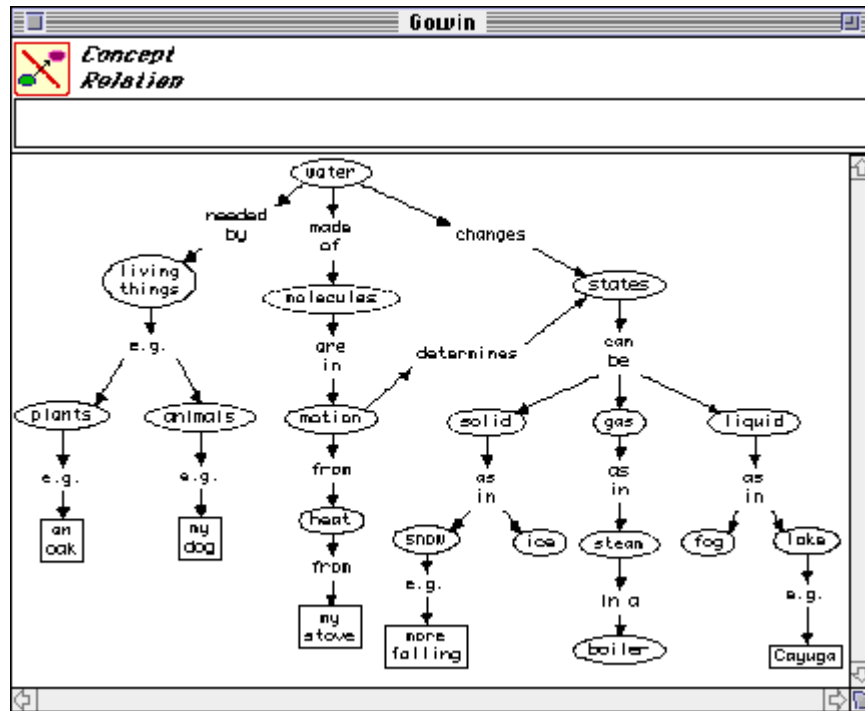 Gowin
Concept
Relation
water
needed
by
made
of
changes
living
things
molecules
states
e.g.
are
in
determines
can
be
plants
animals
motion
solid
gas
liquid
e.g.
e.g.
from
as
in
as
in
as
in
an
oak
my
dog
heat
snow
ice
steam
fog
lake
from
e.g.
in a
e.g.
my
stove
more
falling
boiler
Cayuga